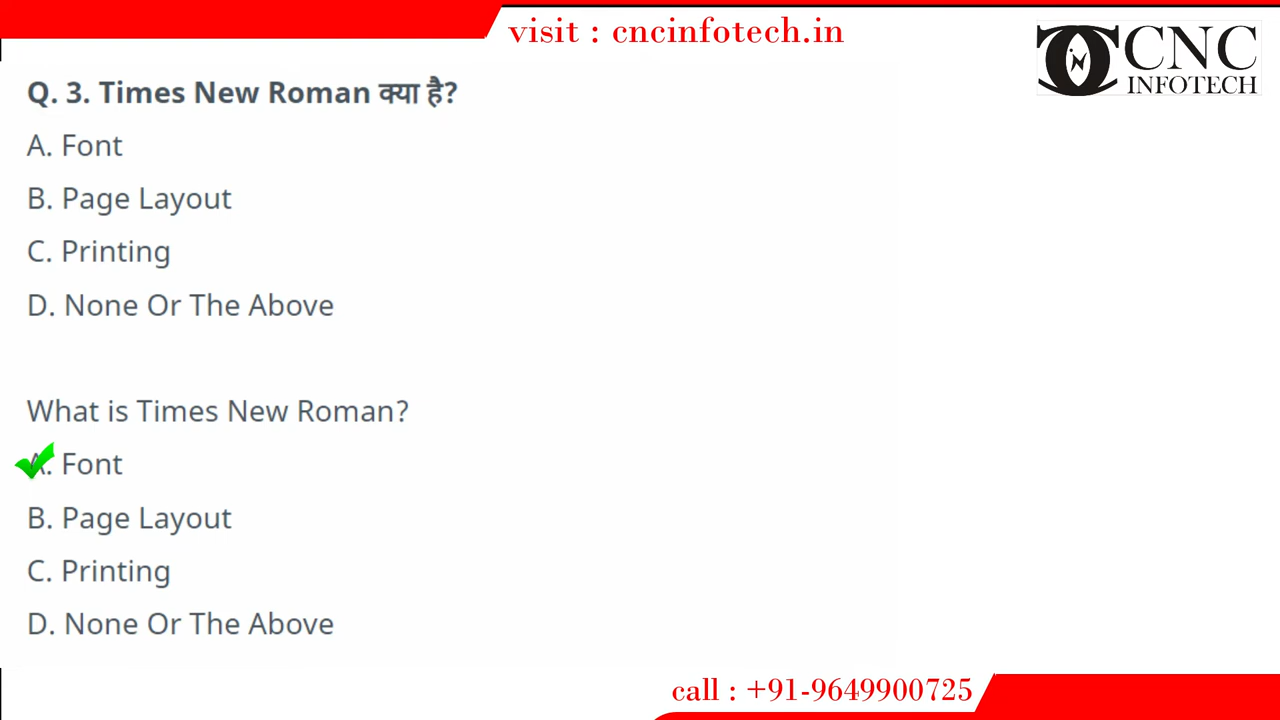 visit : cncinfotech.in
CNC
INFOTECH
Q. 3. Times New Roman क्या है?
A. Font
B. Page Layout
C. Printing
D. None Or The Above
What is Times New Roman?
A. Font
B. Page Layout
C. Printing
D. None Or The Above
call : +91-9649900725